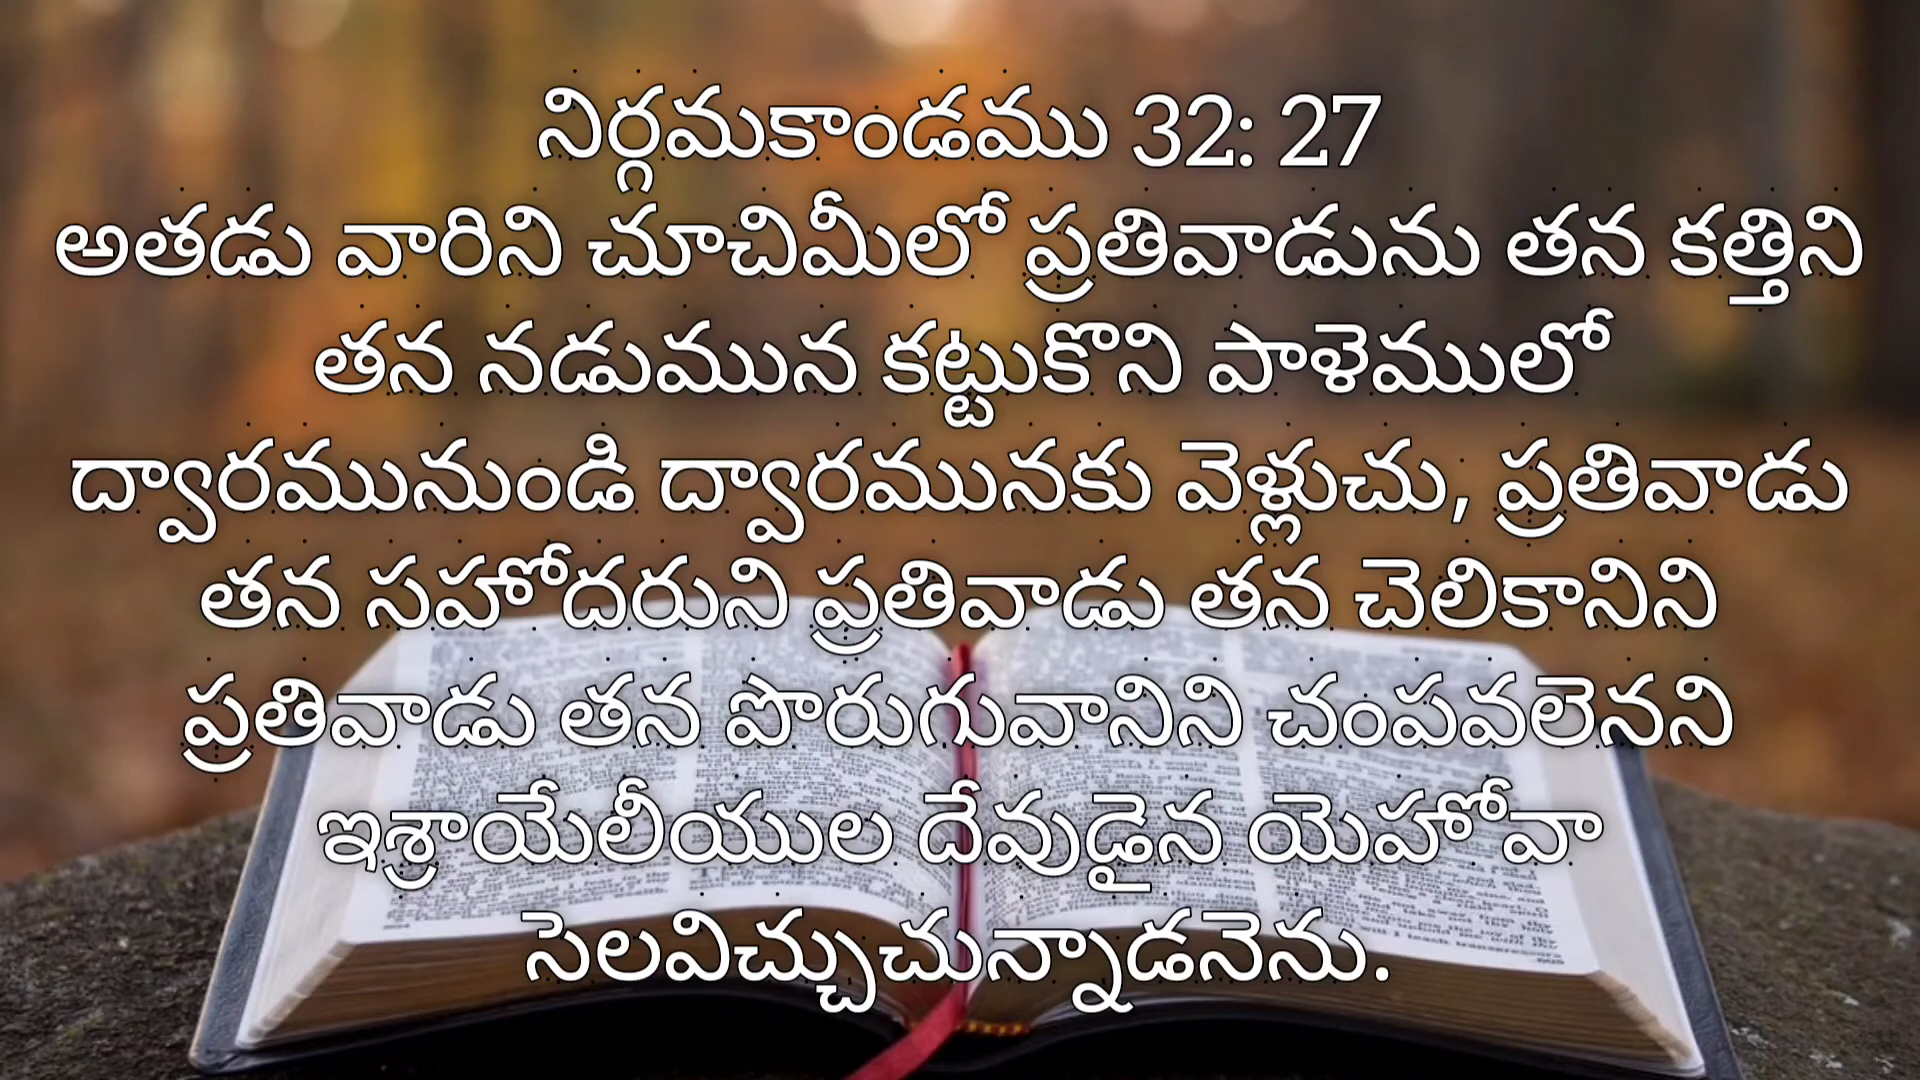 నిర్గమకాండము 32: 27
అతడు వారిని చూచిమీలో ప్రతివాడును తన కత్తిని
తన నడుమున కట్టుకొని పాళెములో
ద్వారమునుండి ద్వారమునకు వెళ్లుచు, ప్రతివాడు
తన సహోదరుని ప్రతివాడు తన చెలికానిని
ప్రతివాడు తన పొరుగువానిని చంపవలెనని
ఇశ్రాయేలీయుల దేవుడైన యెహోవా
సెలవిచ్చుచున్నాడనెను.